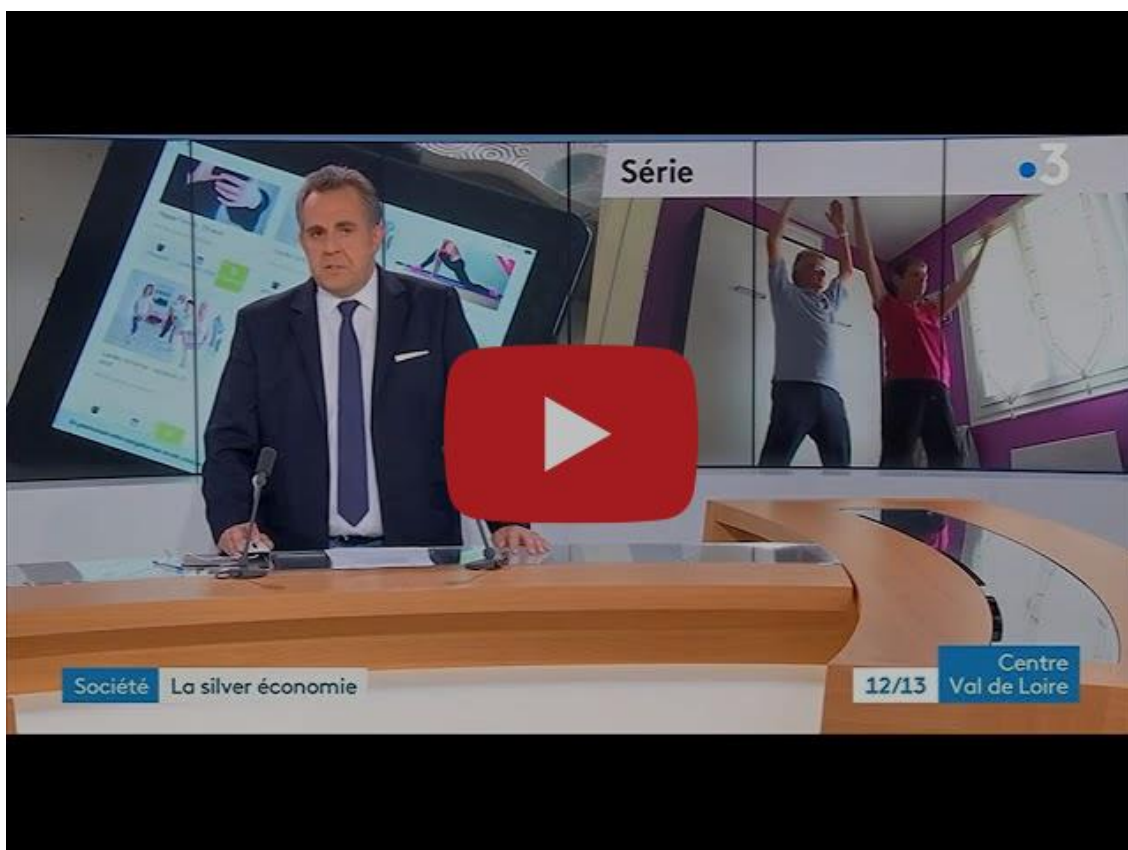 Série
3
Société
La silver économie
12/13
Centre
Val de Loire